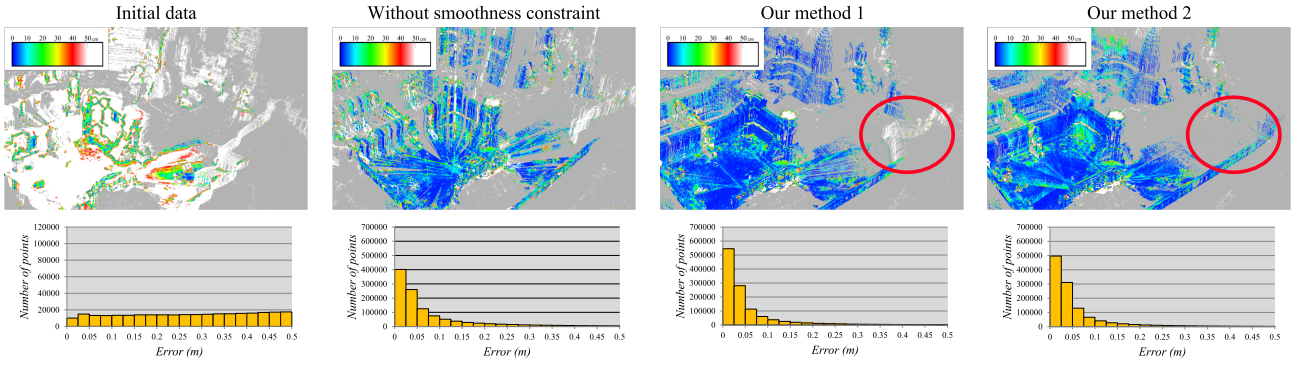 Initial data
Without smoothness constraint
Our method 1
Our method 2
0 10 20 30 40 50 cm
0 10 20 30 40 50 cm
0 10 20 30 40 50 cm
0 10 20 30 40 50 cm
Number of points
120000
100000
80000
60000
40000
20000
0
0 0.05 0.1 0.15 0.2 0.25 0.3 0.35 0.4 0.45 0.5
Error (m)
Number of points
700000
600000
500000
400000
300000
200000
100000
0
0 0.05 0.1 0.15 0.2 0.25 0.3 0.35 0.4 0.45 0.5
Error (m)
Number of points
700000
600000
500000
400000
300000
200000
100000
0
0 0.05 0.1 0.15 0.2 0.25 0.3 0.35 0.4 0.45 0.5
Error (m)
Number of points
700000
600000
500000
400000
300000
200000
100000
0
0 0.05 0.1 0.15 0.2 0.25 0.3 0.35 0.4 0.45 0.5
Error (m)